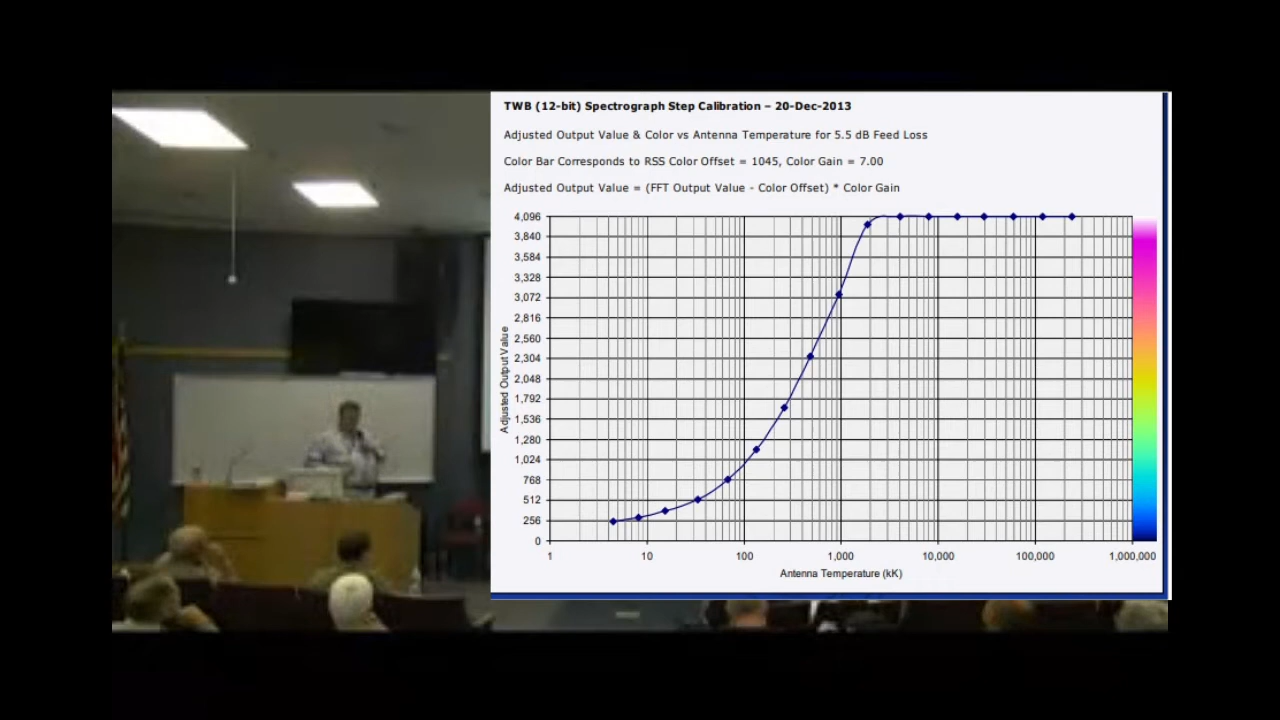 TWB (12-bit) Spectrograph Step Calibration – 20-Dec-2013
Adjusted Output Value & Color vs Antenna Temperature for 5.5 dB Feed Loss
Color Bar Corresponds to RSS Color Offset = 1045, Color Gain = 7.00
Adjusted Output Value = (FFT Output Value - Color Offset) * Color Gain
4,096
3,840
3,584
3,328
3,072
2,816
2,560
2,304
2,048
1,792
1,536
1,280
1,024
768
512
256
0
Adjusted Output Value
1 10 100 1,000 10,000 100,000 1,000,000
Antenna Temperature (kK)